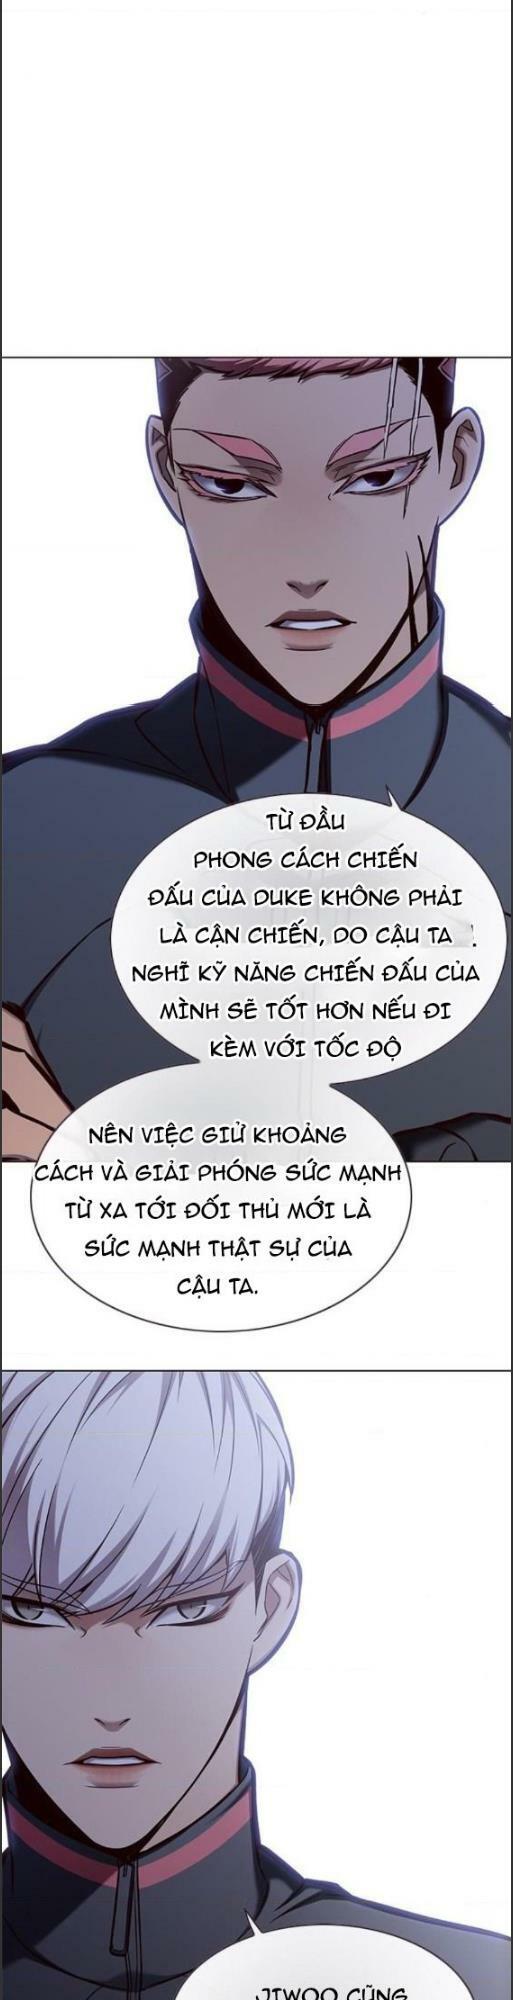 TỪ ĐẦU
PHONG CÁCH CHIẾN
ĐẤU CỦA DUKE KHÔNG PHẢI
LÀ CẬN CHIẾN, DO CẬU TA
NGHĨ KỸ NĂNG CHIẾN ĐẤU CỦA
MÌNH SẼ TỐT HƠN NẾU ĐI
KÈM VỚI TỐC ĐỘ
NÊN VIỆC GIỮ KHOẢNG
CÁCH VÀ GIẢI PHÓNG SỨC MẠNH
TỪ XA TỚI ĐỐI THỦ MỚI LÀ
SỨC MẠNH THẬT SỰ CỦA
CẬU TA.
JIWOO CŨNG